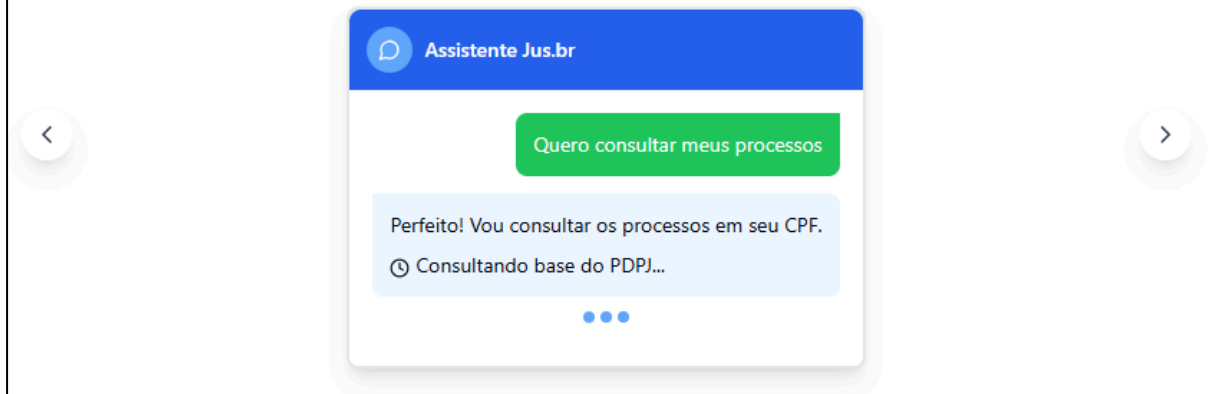 Assistente Jus.br
Quero consultar meus processos
Perfeito! Vou consultar os processos em seu CPF.
Consultando base do PDPJ...